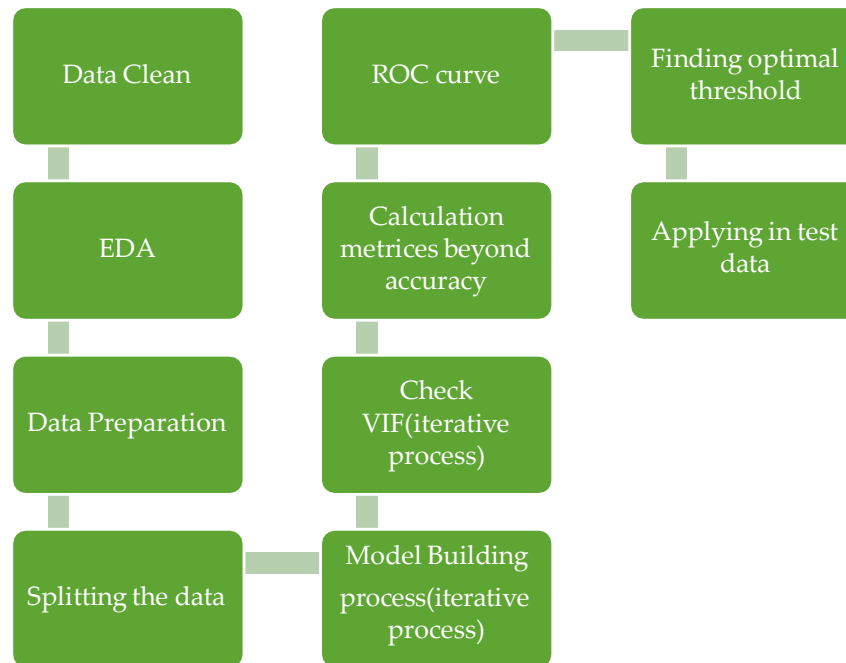 Data Clean
EDA
Data Preparation
Splitting the data
Model Building
process(iterative
process)
Check
VIF(iterative
process)
Calculation
metrices beyond
accuracy
ROC curve
Finding optimal
threshold
Applying in test
data